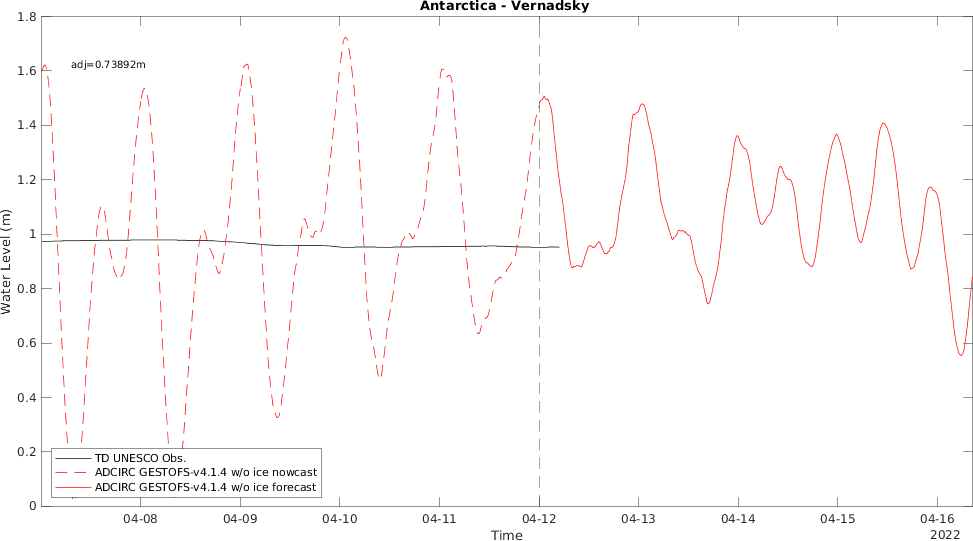 Antarctica - Vernadsky
1.8
1.6
1.4
1.2
1
0.8
0.6
0.4
0.2
0
Water Level (m)
adj=0.73892m
TD UNESCO Obs.
ADCIRC GESTOFS-v4.1.4 w/o ice nowcast
ADCIRC GESTOFS-v4.1.4 w/o ice forecast
04-08 04-09 04-10 04-11 04-12 04-13 04-14 04-15 04-16
Time
2022